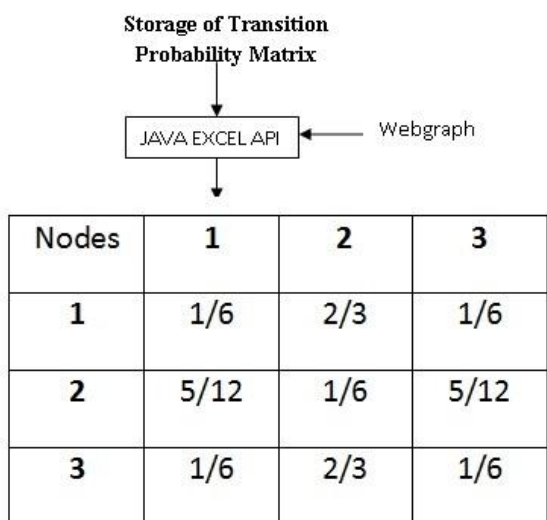 Storage of Transition
Probability Matrix
JAVA EXCEL API
Webgraph
Nodes 1 2 3
1 1/6 2/3 1/6
2 5/12 1/6 5/12
3 1/6 2/3 1/6